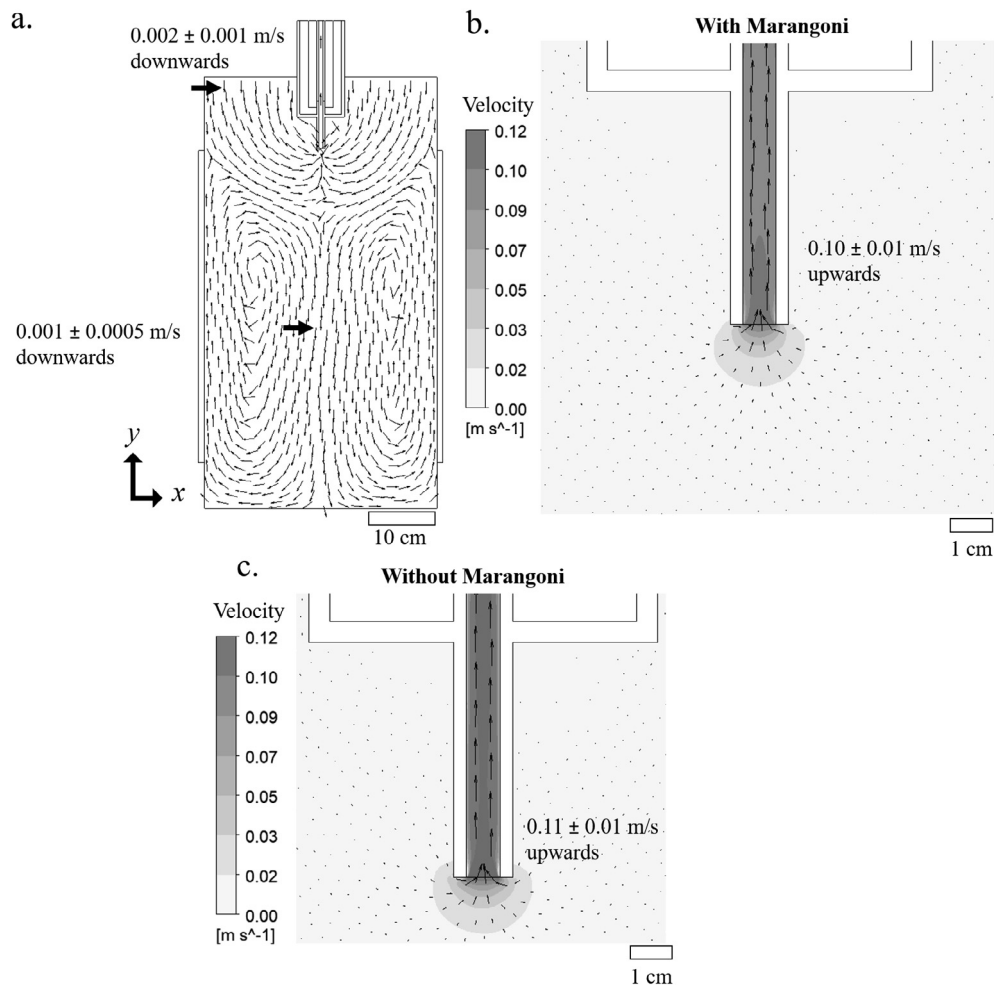 a.
0.002 ± 0.001 m/s
downwards
0.001 ± 0.0005 m/s
downwards
y
x
10 cm
b.
With Marangoni
Velocity
0.12
0.10
0.09
0.07
0.05
0.03
0.02
0.00
[m s^-1]
0.10 ± 0.01 m/s
upwards
1 cm
c.
Without Marangoni
Velocity
0.12
0.10
0.09
0.07
0.05
0.03
0.02
0.00
[m s^-1]
0.11 ± 0.01 m/s
upwards
1 cm